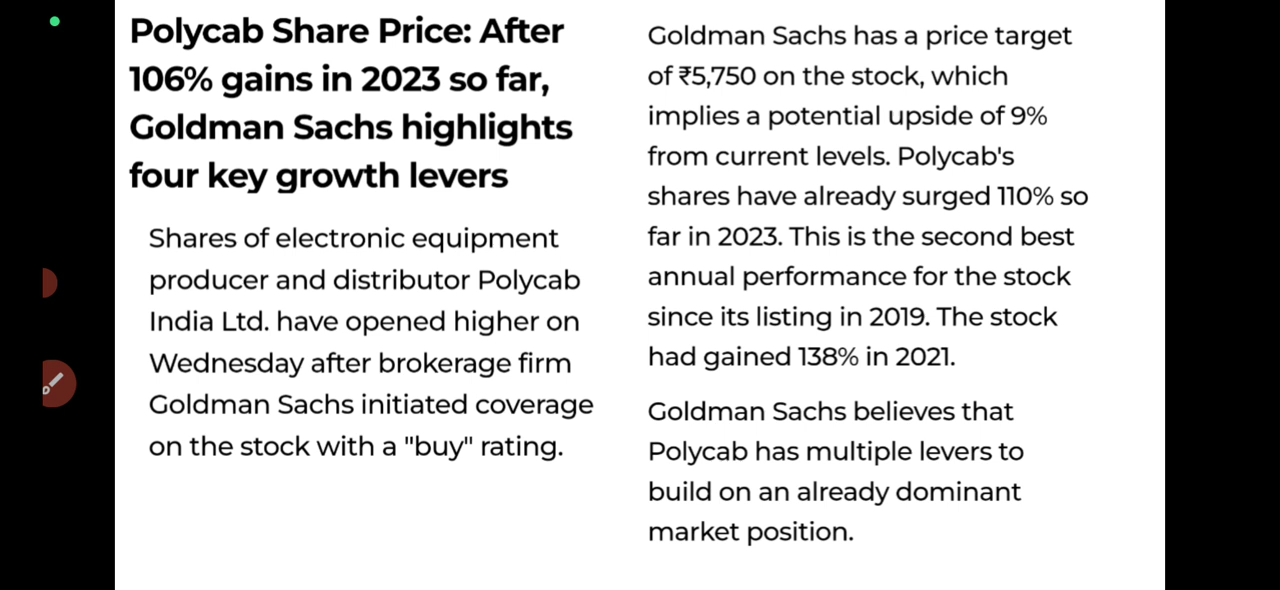 Polycab Share Price: After
106% gains in 2023 so far,
Goldman Sachs highlights
four key growth levers
Shares of electronic equipment
producer and distributor Polycab
India Ltd. have opened higher on
Wednesday after brokerage firm
Goldman Sachs initiated coverage
on the stock with a "buy" rating.
Goldman Sachs has a price target
of ₹5,750 on the stock, which
implies a potential upside of 9%
from current levels. Polycab's
shares have already surged 110% so
far in 2023. This is the second best
annual performance for the stock
since its listing in 2019. The stock
had gained 138% in 2021.
Goldman Sachs believes that
Polycab has multiple levers to
build on an already dominant
market position.